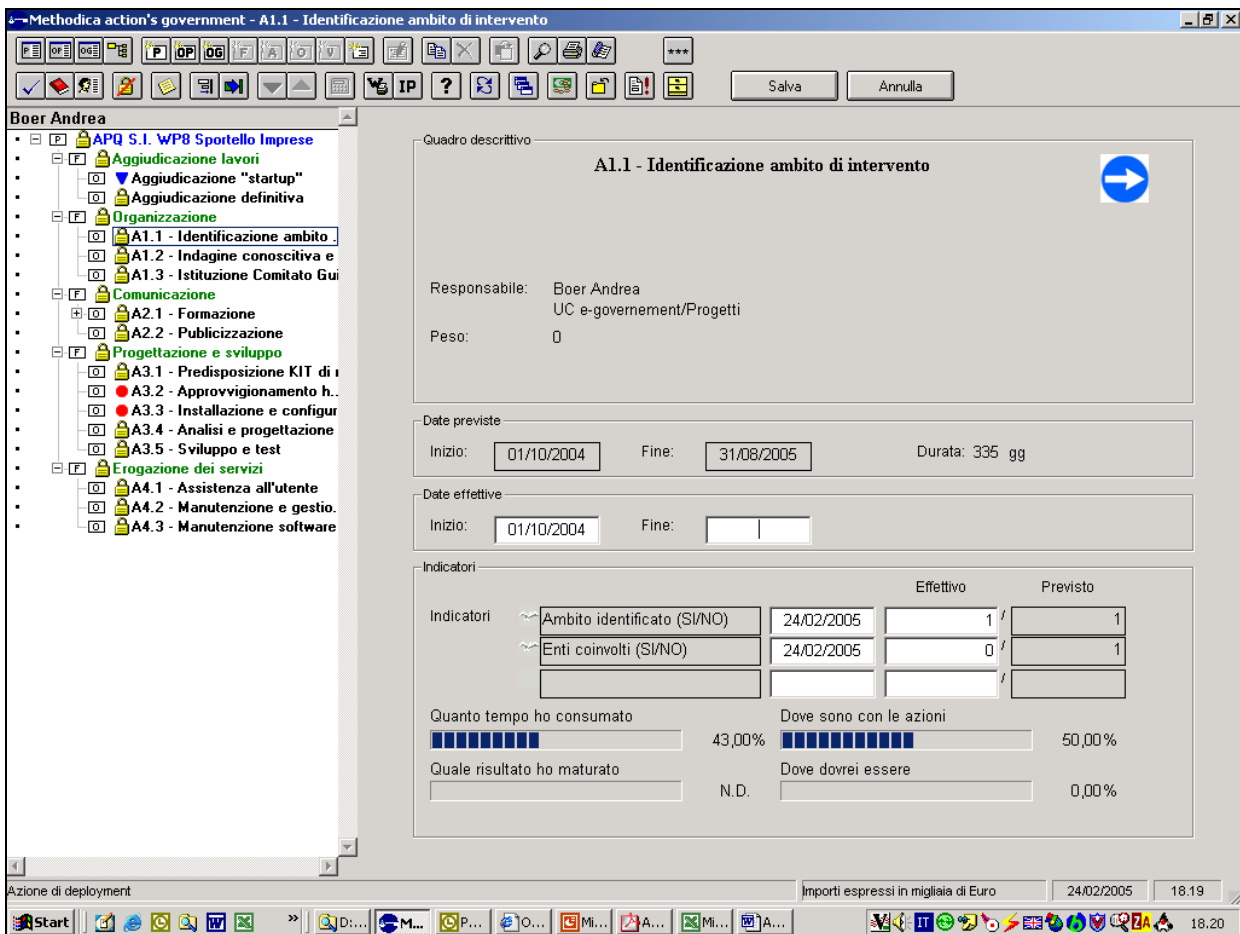 Methodica action's government - A1.1 - Identificazione ambito di intervento
P OP OG P OP OG F A O U ***
IP ? Salva Annulla
Boer Andrea
P APQ S.I. WP8 Sportello Imprese
F Aggiudicazione lavori
O Aggiudicazione "startup"
O Aggiudicazione definitiva
F Organizzazione
O A1.1 - Identificazione ambito .
O A1.2 - Indagine conoscitiva e
O A1.3 - Istituzione Comitato Gui
F Comunicazione
O A2.1 - Formazione
O A2.2 - Publicizzazione
F Progettazione e sviluppo
O A3.1 - Predisposizione KIT di
O A3.2 - Approvvigionamento h..
O A3.3 - Installazione e configur
O A3.4 - Analisi e progettazione
O A3.5 - Sviluppo e test
F Erogazione dei servizi
O A4.1 - Assistenza all'utente
O A4.2 - Manutenzione e gestio.
O A4.3 - Manutenzione software
Quadro descrittivo
A1.1 - Identificazione ambito di intervento
Responsabile: Boer Andrea
UC e-governement/Progetti
Peso: 0
Date previste
Inizio: 01/10/2004 Fine: 31/08/2005 Durata: 335 gg
Date effettive
Inizio: 01/10/2004 Fine:
Indicatori
Effettivo Previsto
Indicatori Ambito identificato (SI/NO) 24/02/2005 1 / 1
Enti coinvolti (SI/NO) 24/02/2005 0 / 1
/
Quanto tempo ho consumato Dove sono con le azioni
43,00% 50,00%
Quale risultato ho maturato Dove dovrei essere
N.D. 0,00%
Azione di deployment Importi espressi in migliaia di Euro 24/02/2005 18.19
Start » D:... M... P... O... Mi... A... Mi... A... IT ZA 18.20